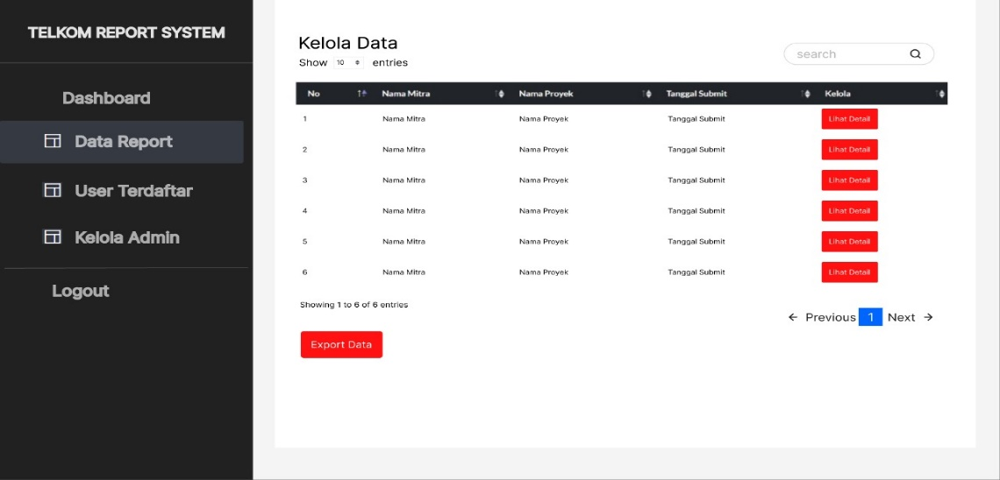 TELKOM REPORT SYSTEM
Dashboard
Data Report
User Terdaftar
Kelola Admin
Logout
Kelola Data
Show 10 entries
search
No Nama Mitra Nama Proyek Tanggal Submit Kelola
1 Nama Mitra Nama Proyek Tanggal Submit Lihat Detail
2 Nama Mitra Nama Proyek Tanggal Submit Lihat Detail
3 Nama Mitra Nama Proyek Tanggal Submit Lihat Detail
4 Nama Mitra Nama Proyek Tanggal Submit Lihat Detail
5 Nama Mitra Nama Proyek Tanggal Submit Lihat Detail
6 Nama Mitra Nama Proyek Tanggal Submit Lihat Detail
Showing 1 to 6 of 6 entries
← Previous 1 Next →
Export Data